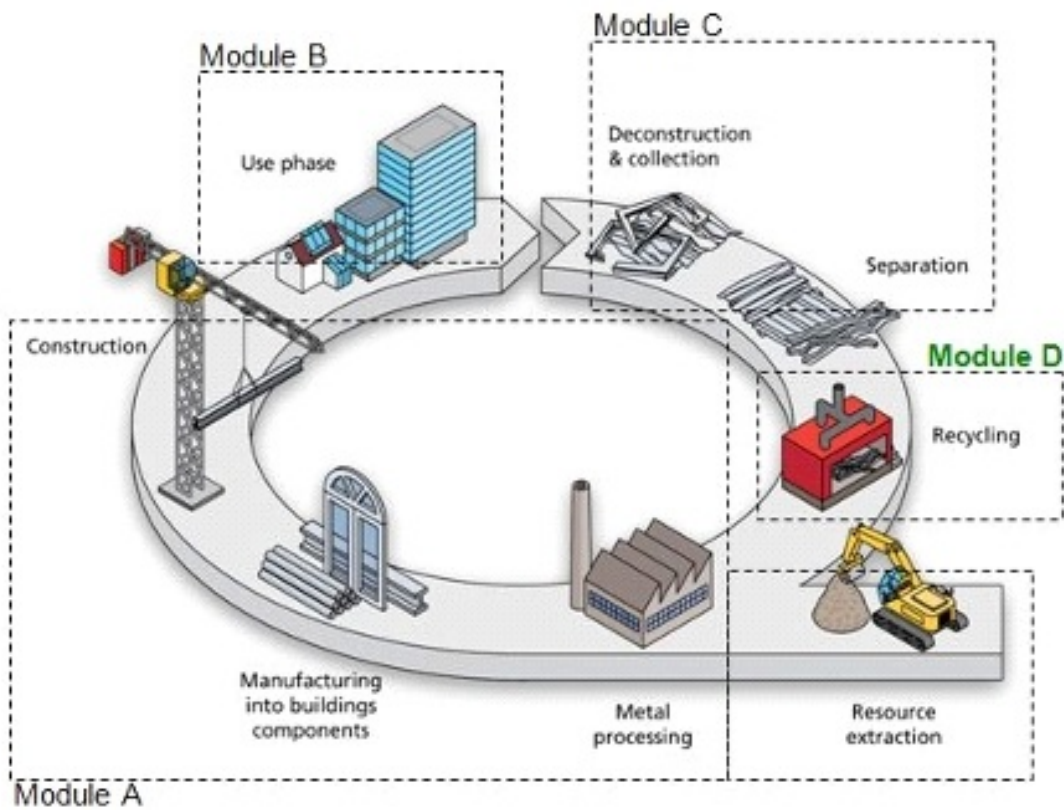 Module C
Module B
Deconstruction
& collection
Use phase
Separation
Construction
Module D
Recycling
Manufacturing
into buildings
components
Metal
processing
Resource
extraction
Module A